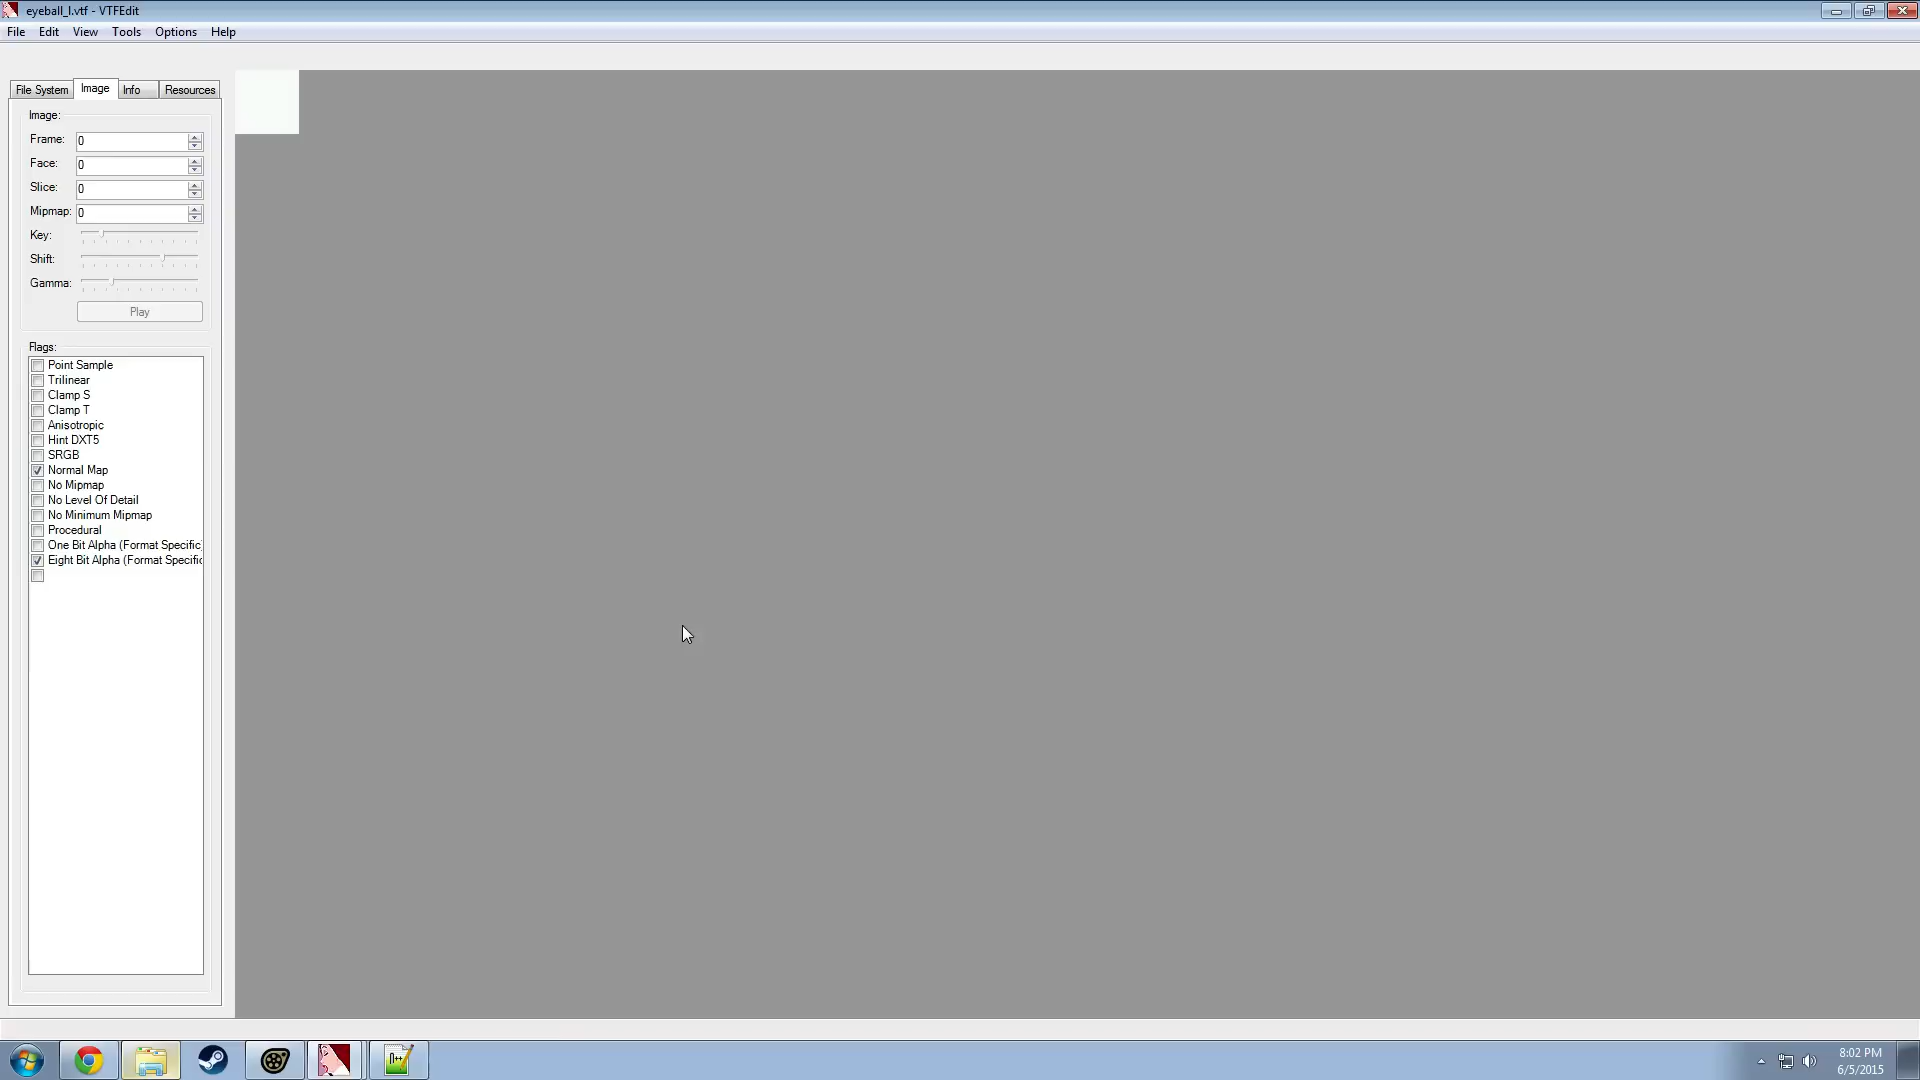 eyeball_l.vtf - VTFEdit
File Edit View Tools Options Help
File System Image Info Resources
Image:
Frame: 0
Face: 0
Slice: 0
Mipmap: 0
Key:
Shift:
Gamma:
Play
Flags:
Point Sample
Trilinear
Clamp S
Clamp T
Anisotropic
Hint DXT5
SRGB
Normal Map
No Mipmap
No Level Of Detail
No Minimum Mipmap
Procedural
One Bit Alpha (Format Specific
Eight Bit Alpha (Format Specific
8:02 PM
6/5/2015